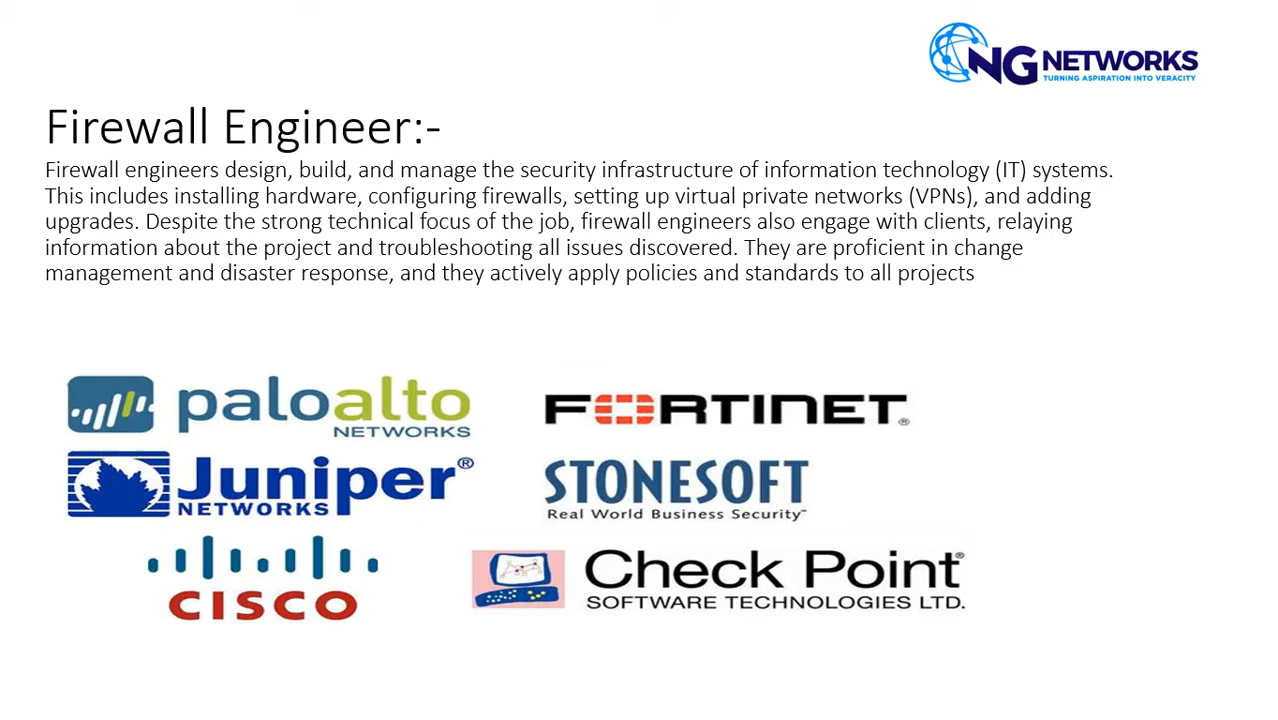 NG NETWORKS
TURNING ASPIRATION INTO VERACITY
Firewall Engineer:-
Firewall engineers design, build, and manage the security infrastructure of information technology (IT) systems.
This includes installing hardware, configuring firewalls, setting up virtual private networks (VPNs), and adding
upgrades. Despite the strong technical focus of the job, firewall engineers also engage with clients, relaying
information about the project and troubleshooting all issues discovered. They are proficient in change
management and disaster response, and they actively apply policies and standards to all projects
paloalto
NETWORKS
FORTINET®
Juniper®
NETWORKS
STONESOFT
Real World Business Security™
CISCO
Check Point®
SOFTWARE TECHNOLOGIES LTD.